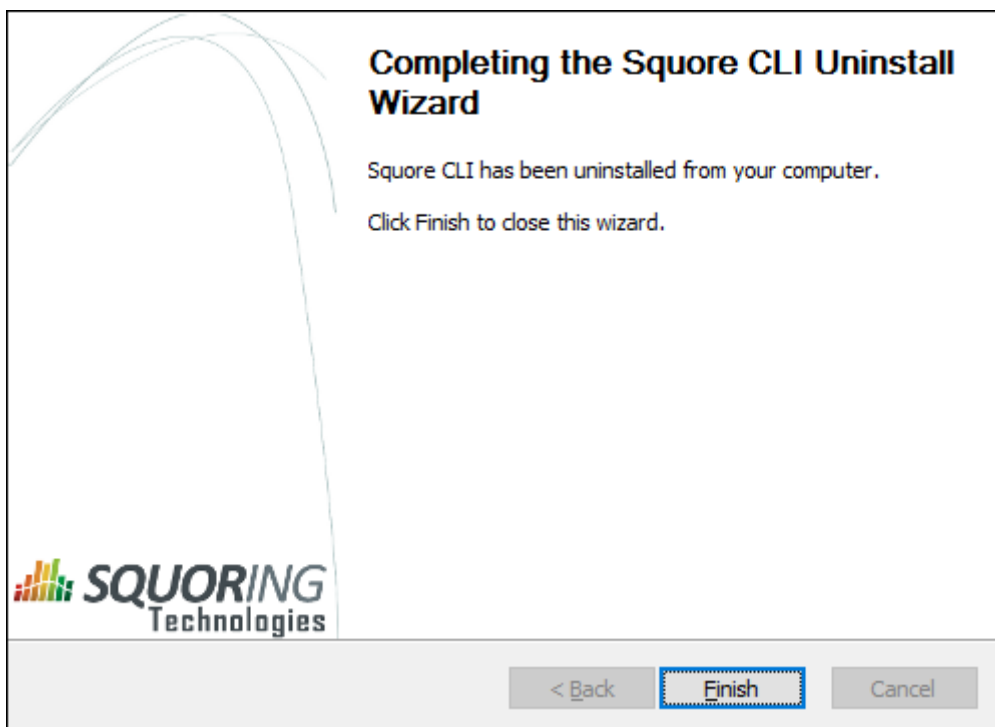 Completing the Squore CLI Uninstall
Wizard
Squore CLI has been uninstalled from your computer.
Click Finish to close this wizard.
SQUORING
Technologies
< Back
Finish
Cancel